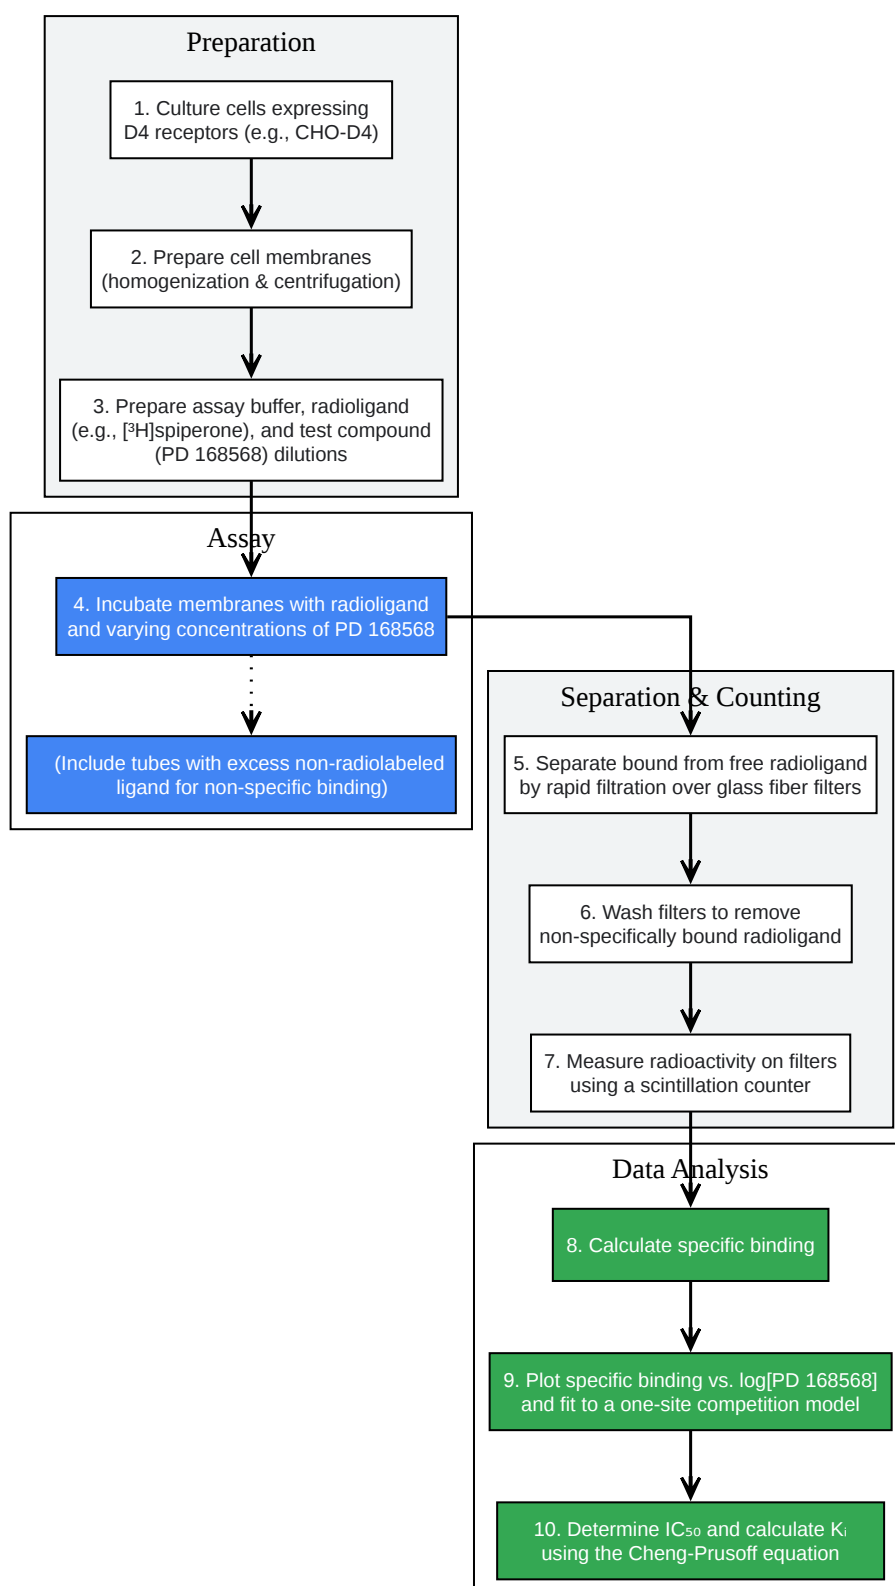 Preparation
1. Culture cells expressing
D4 receptors (e.g., CHO-D4)
2. Prepare cell membranes
(homogenization & centrifugation)
3. Prepare assay buffer, radioligand
(e.g., [³H]spiperone), and test compound
(PD 168568) dilutions
Assay
4. Incubate membranes with radioligand
and varying concentrations of PD 168568
(Include tubes with excess non-radiolabeled
ligand for non-specific binding)
Separation & Counting
5. Separate bound from free radioligand
by rapid filtration over glass fiber filters
6. Wash filters to remove
non-specifically bound radioligand
7. Measure radioactivity on filters
using a scintillation counter
Data Analysis
8. Calculate specific binding
9. Plot specific binding vs. log[PD 168568]
and fit to a one-site competition model
10. Determine IC₅₀ and calculate Kᵢ
using the Cheng-Prusoff equation